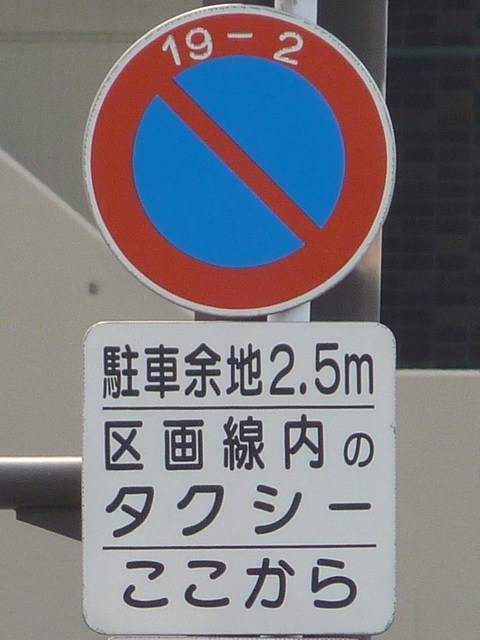 19-2
駐車余地2.5m
区画線内の
タクシー
ここから